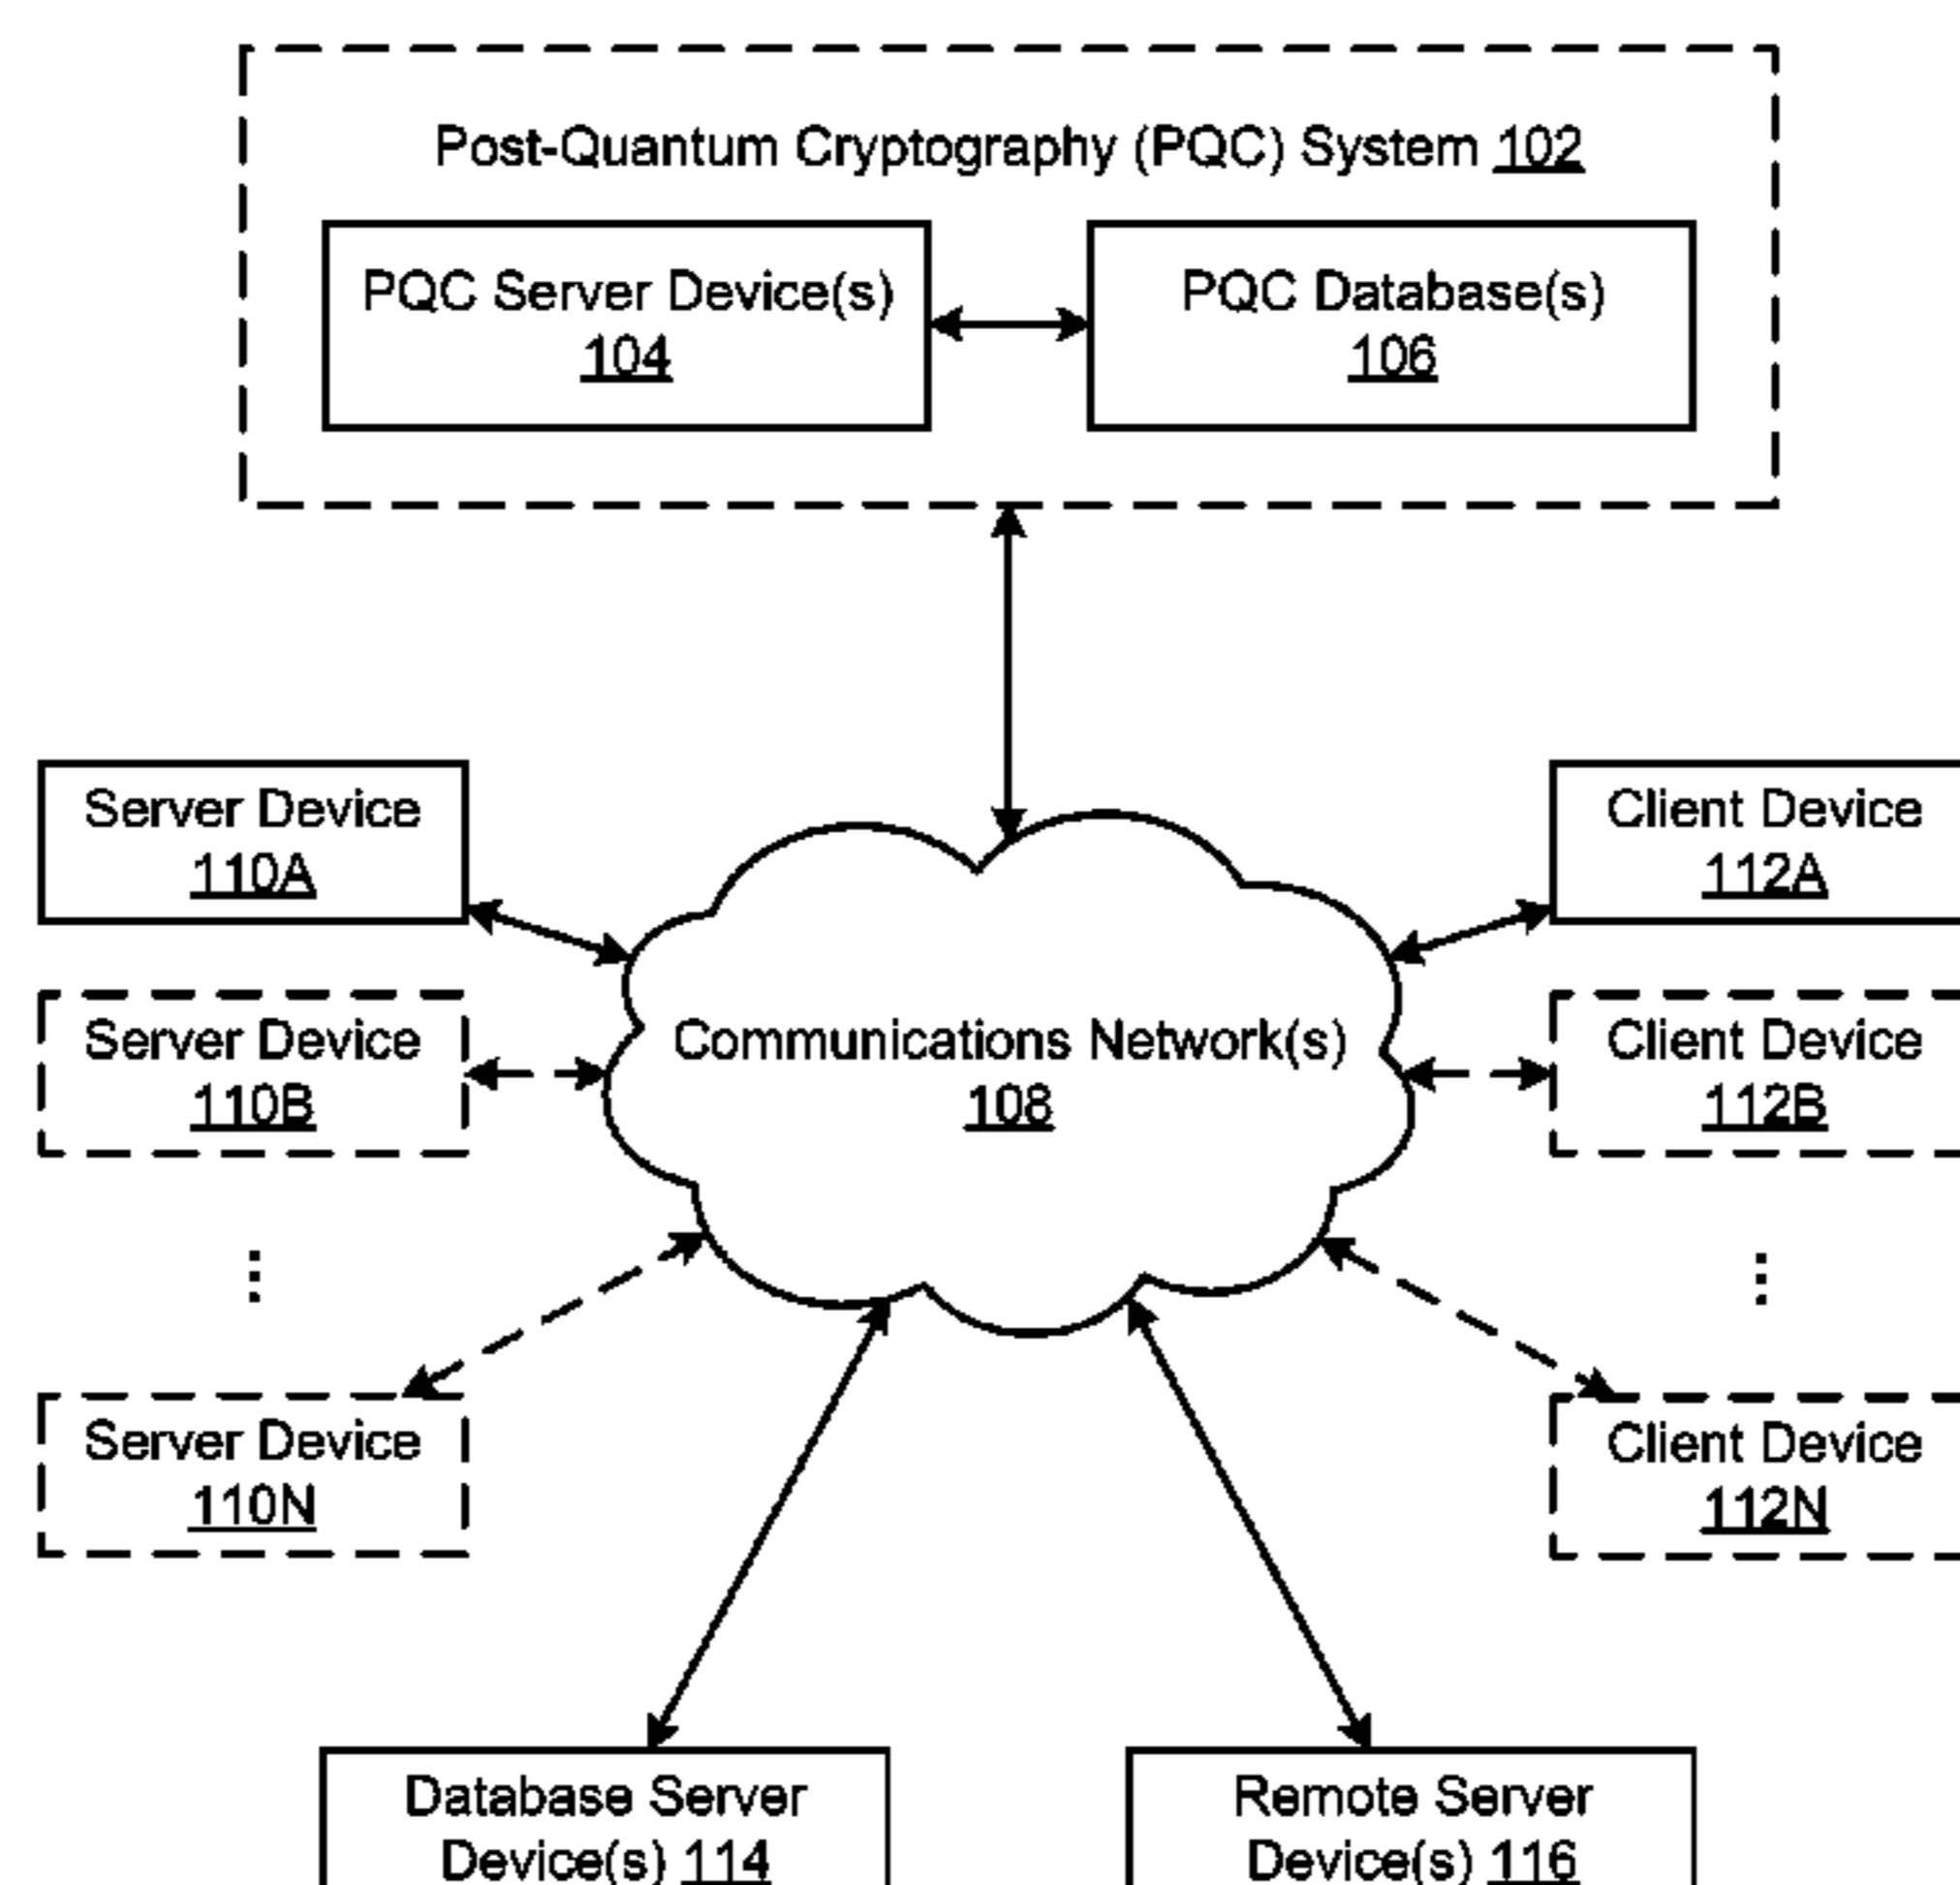 Post-Quantum Cryptography (PQC) System 102
PQC Server Device(s)
104
PQC Database(s)
106
Server Device
110A
Client Device
112A
Server Device
110B
Communications Network(s)
108
Client Device
112B
⋮
⋮
Server Device
110N
Client Device
112N
Database Server
Device(s) 114
Remote Server
Device(s) 116